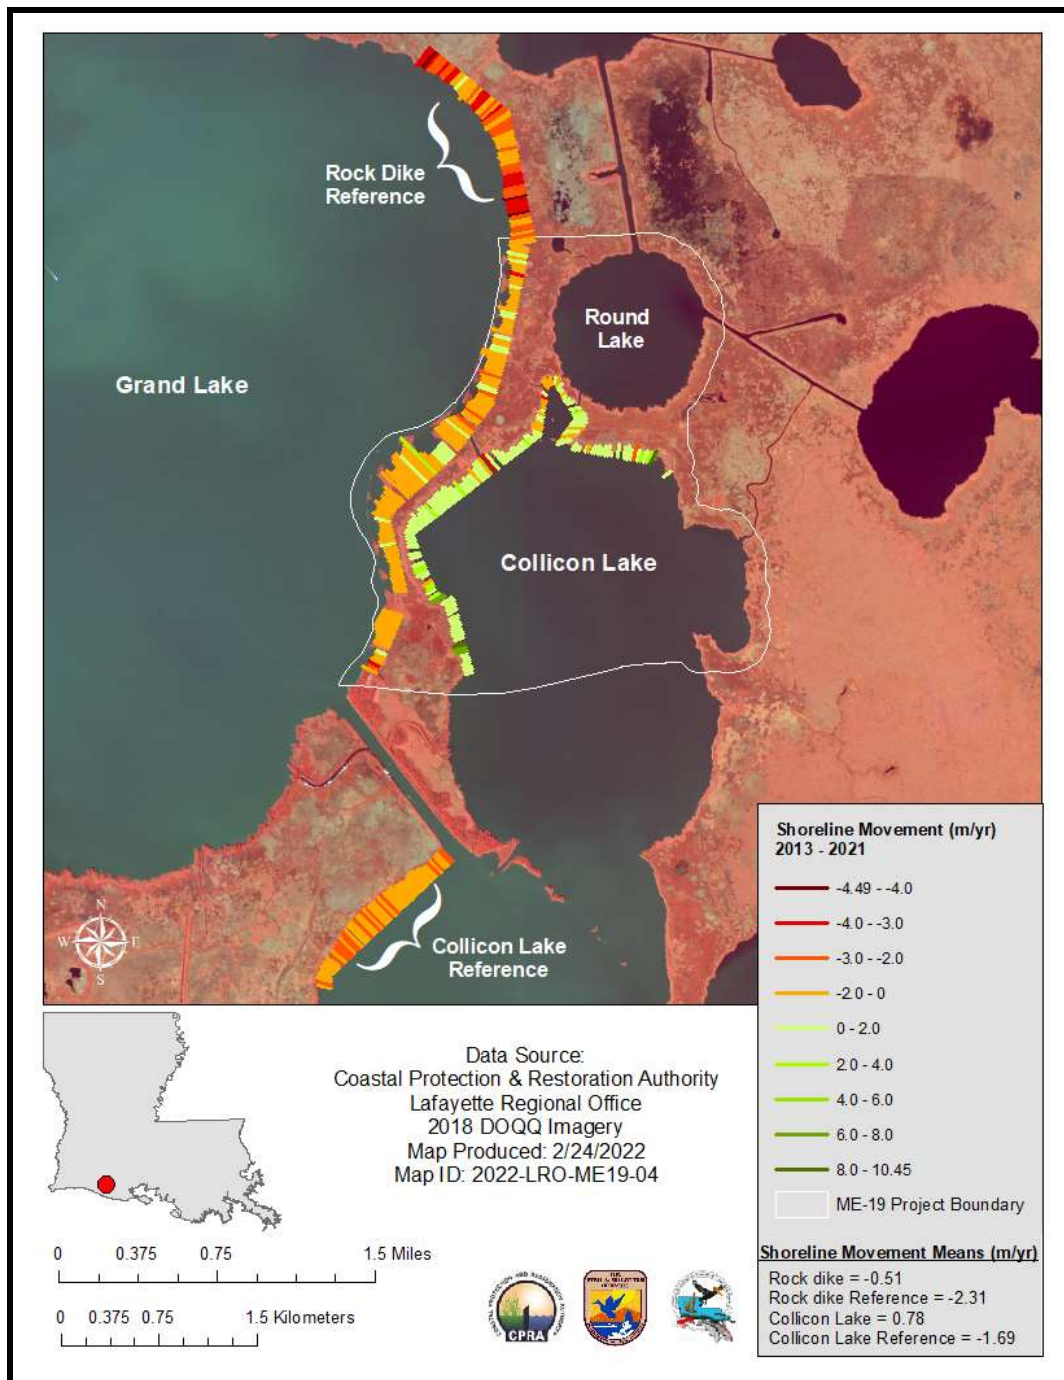 Rock Dike
Reference
Round
Lake
Grand Lake
Collicon Lake
Collicon Lake
Reference
N
W E
S
Shoreline Movement (m/yr)
2013 - 2021
-4.49 - -4.0
-4.0 - -3.0
-3.0 - -2.0
-2.0 - 0
0 - 2.0
2.0 - 4.0
4.0 - 6.0
6.0 - 8.0
8.0 - 10.45
ME-19 Project Boundary
Shoreline Movement Means (m/yr)
Rock dike = -0.51
Rock dike Reference = -2.31
Collicon Lake = 0.78
Collicon Lake Reference = -1.69
Data Source:
Coastal Protection & Restoration Authority
Lafayette Regional Office
2018 DOQQ Imagery
Map Produced: 2/24/2022
Map ID: 2022-LRO-ME19-04
0 0.375 0.75 1.5 Miles
0 0.375 0.75 1.5 Kilometers
COASTAL PROTECTION AND RESTORATION AUTHORITY
CPRA